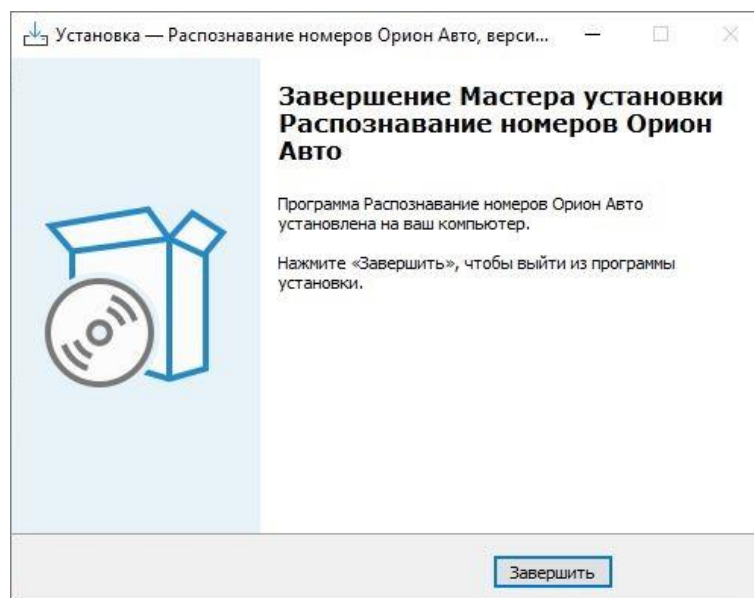 Установка — Распознавание номеров Орион Авто, верси...
Завершение Мастера установки
Распознавание номеров Орион
Авто
Программа Распознавание номеров Орион Авто
установлена на ваш компьютер.
Нажмите «Завершить», чтобы выйти из программы
установки.
Завершить